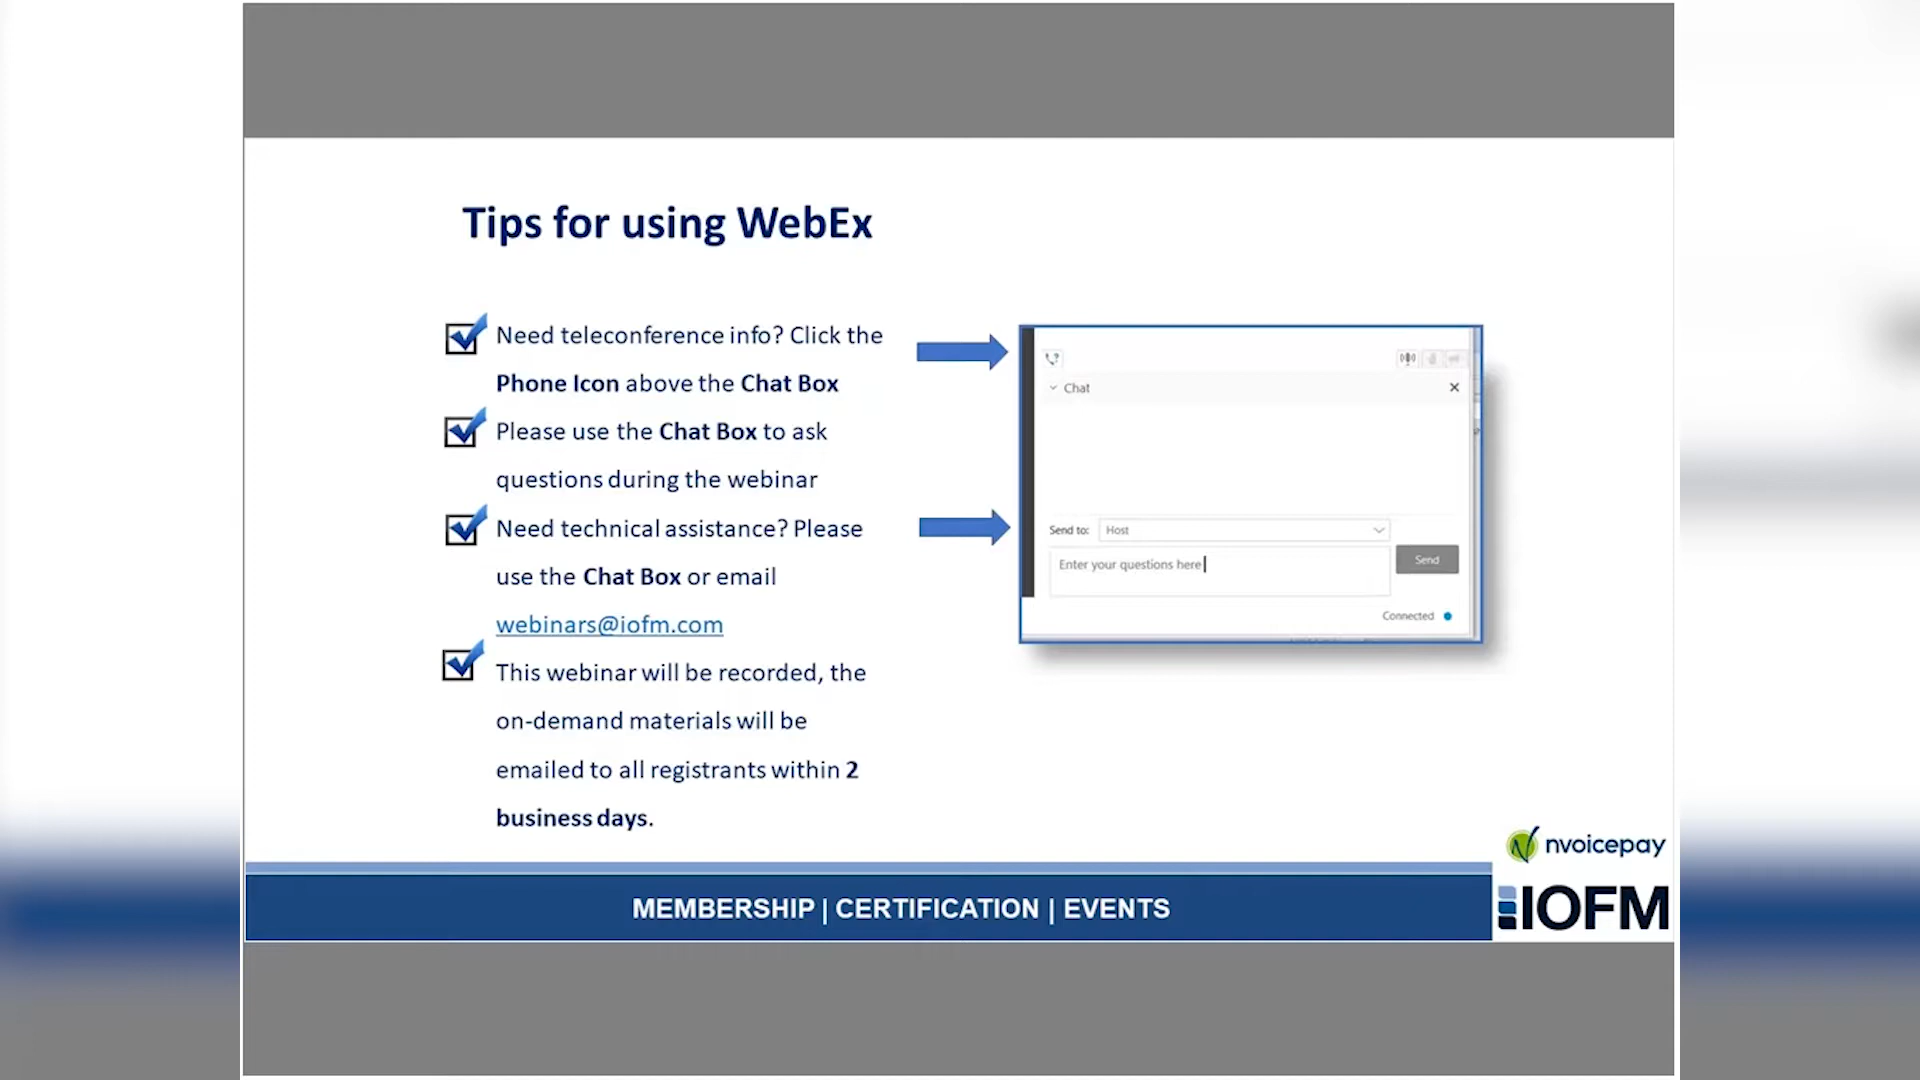 Tips for using WebEx
Need teleconference info? Click the
Phone Icon above the Chat Box
Please use the Chat Box to ask
questions during the webinar
Need technical assistance? Please
use the Chat Box or email
webinars@iofm.com
This webinar will be recorded, the
on-demand materials will be
emailed to all registrants within 2
business days.
Chat
Send to: Host
Enter your questions here
Send
Connected
nvoicepay
MEMBERSHIP | CERTIFICATION | EVENTS
IOFM